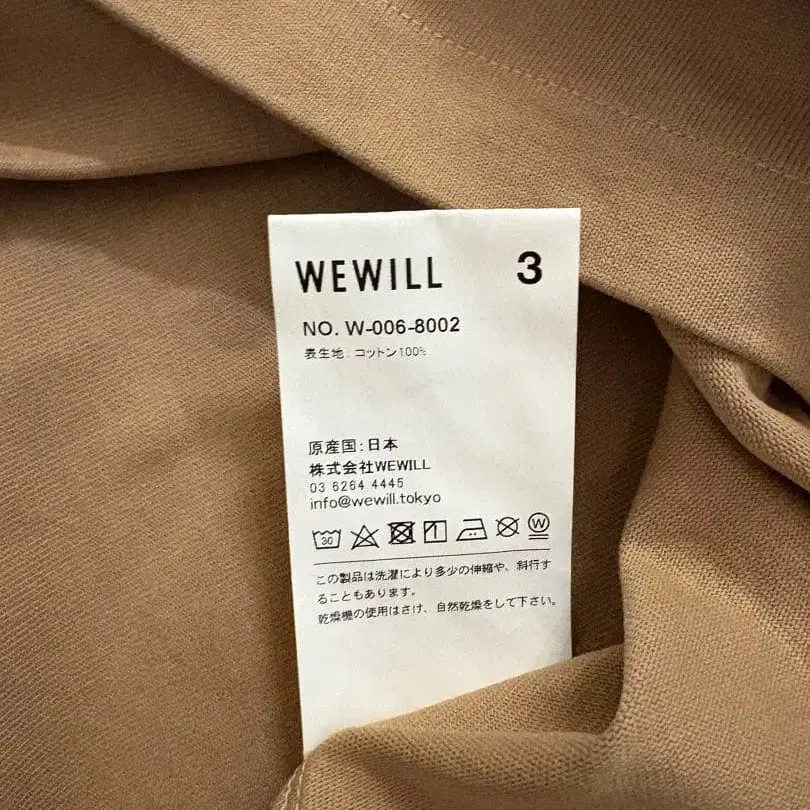 WEWILL 3
NO. W-006-8002
表生地: コットン100%
原産国:日本
株式会社WEWILL
03 6264 4445
info@wewill.tokyo
30 W
この製品は洗濯により多少の伸縮や、斜行す
ることもあります。
乾燥機の使用はさけ、自然乾燥をして下さい。